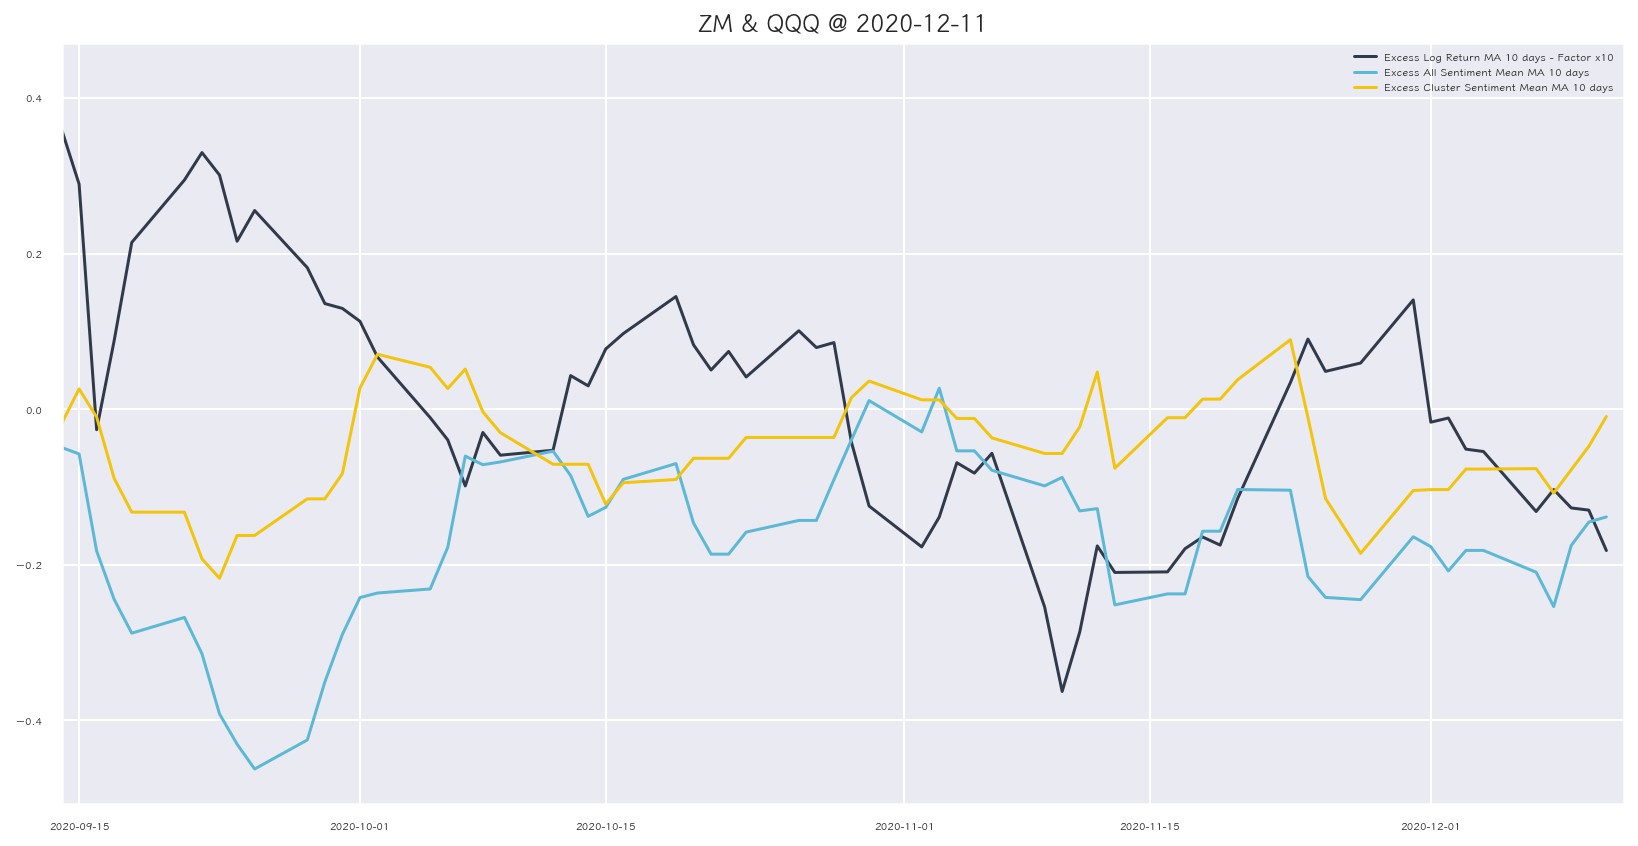 ZM & QQQ @ 2020-12-11
Excess Log Return MA 10 days - Factor x10
Excess All Sentiment Mean MA 10 days
Excess Cluster Sentiment Mean MA 10 days
0.4
0.2
0.0
−0.2
−0.4
2020-09-15 2020-10-01 2020-10-15 2020-11-01 2020-11-15 2020-12-01